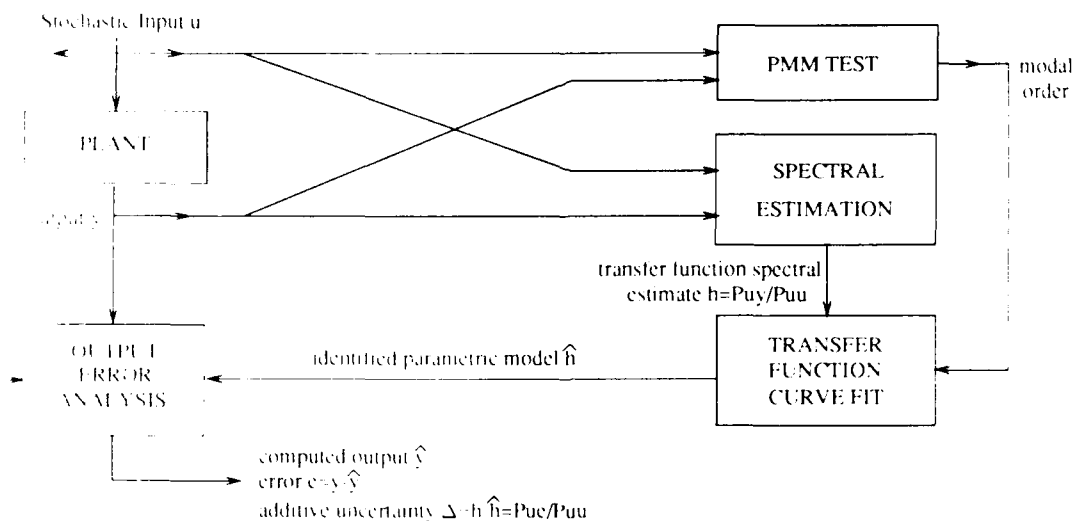 Stochastic Input u
PMM TEST
modal
order
PLANT
SPECTRAL
ESTIMATION
transfer function spectral
estimate h=Puy/Puu
OUTPUT
ERROR
ANALYSIS
identified parametric model ĥ
TRANSFER
FUNCTION
CURVE FIT
computed output ŷ
error e=y-ŷ
additive uncertainty Δ=h-ĥ=Pue/Puu